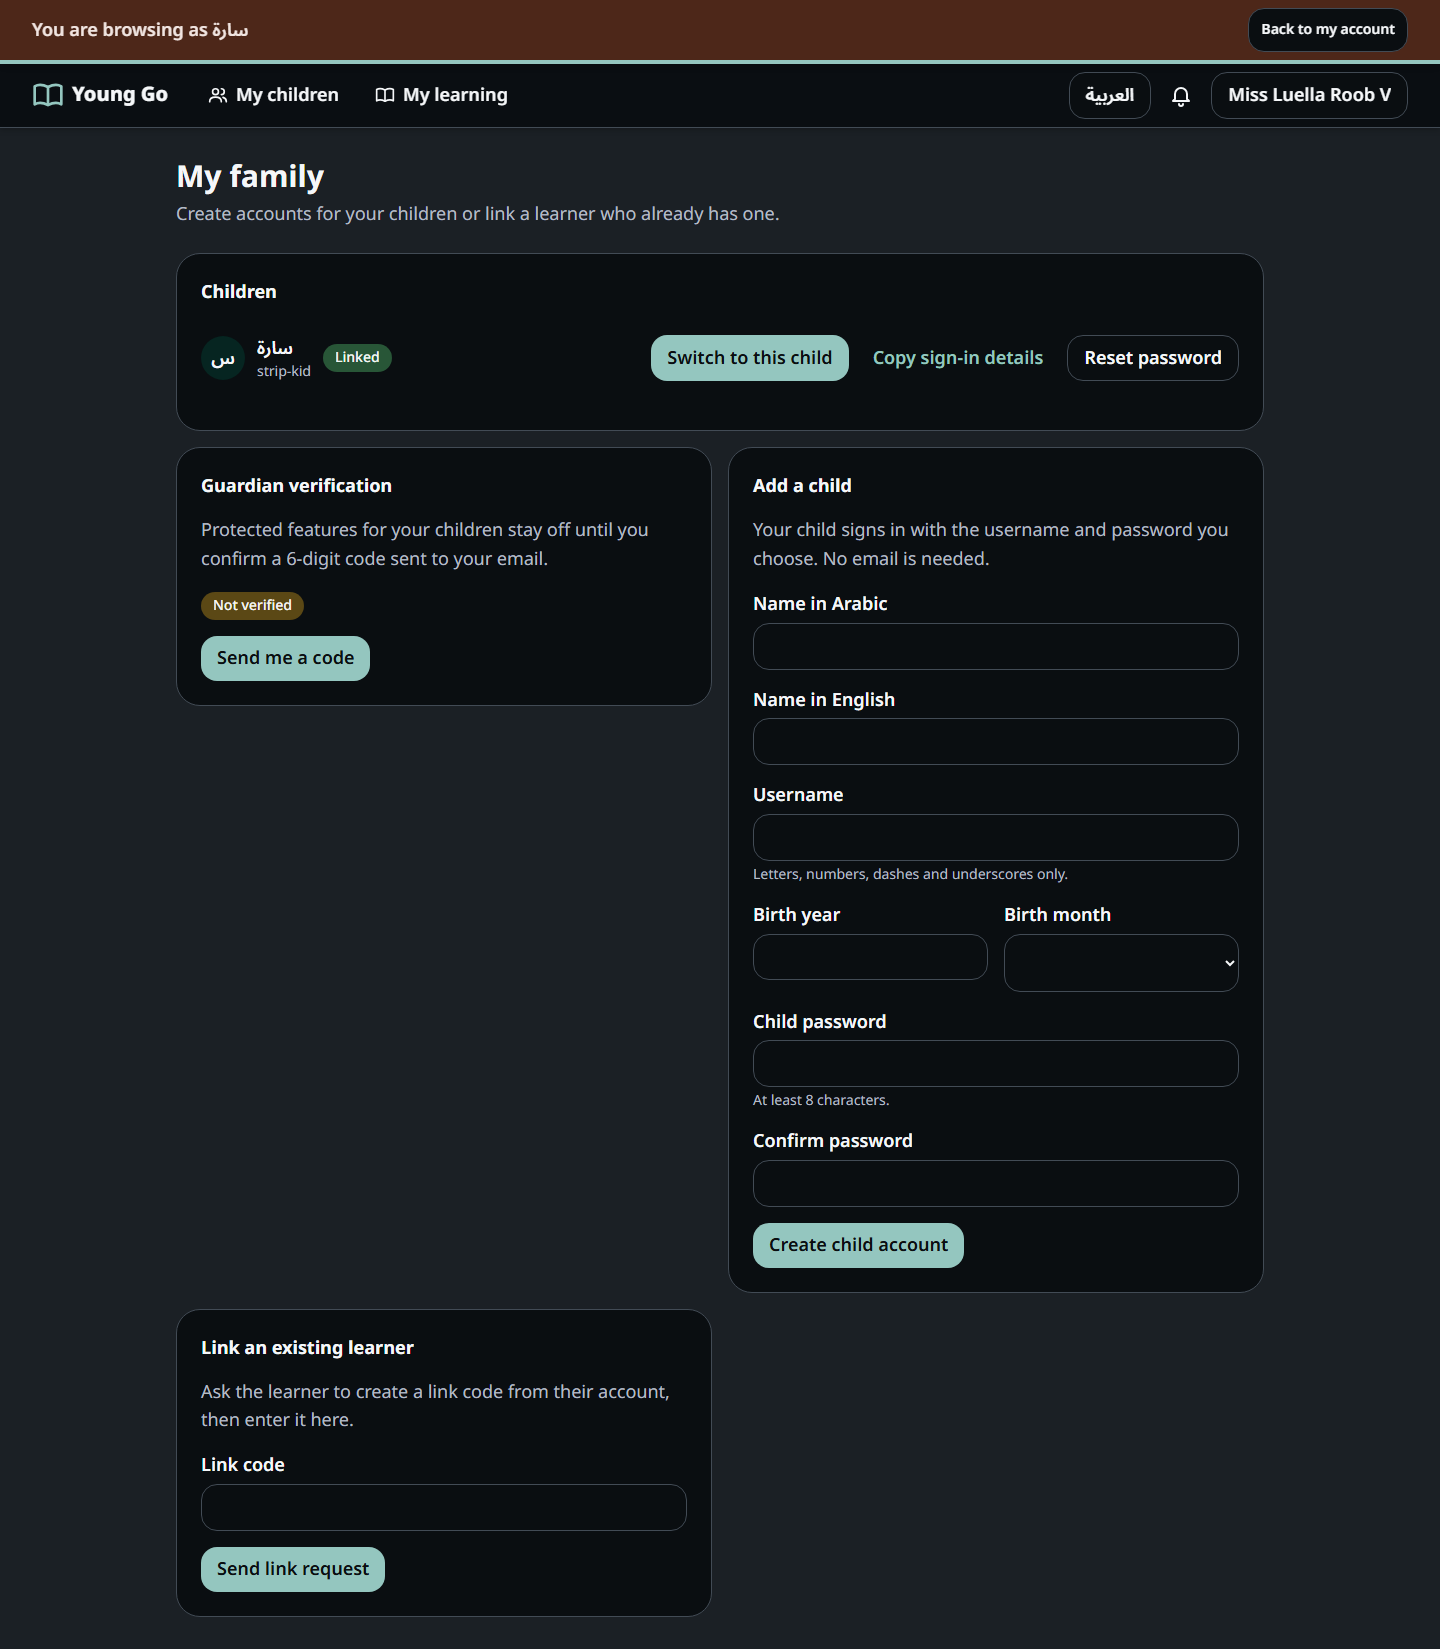 You are browsing as سارة
Back to my account
Young Go
My children
My learning
العربية
Miss Luella Roob V
My family
Create accounts for your children or link a learner who already has one.
Children
س
سارة
strip-kid
Linked
Switch to this child
Copy sign-in details
Reset password
Guardian verification
Protected features for your children stay off until you
confirm a 6-digit code sent to your email.
Not verified
Send me a code
Add a child
Your child signs in with the username and password you
choose. No email is needed.
Name in Arabic
Name in English
Username
Letters, numbers, dashes and underscores only.
Birth year
Birth month
Child password
At least 8 characters.
Confirm password
Create child account
Link an existing learner
Ask the learner to create a link code from their account,
then enter it here.
Link code
Send link request